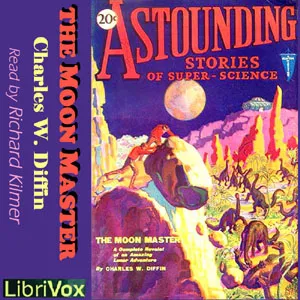 the Moon Master
Charles W. Diffin
Read by Richard Kilmer
LibriVox
20¢
ASTOUNDING
STORIES
OF SUPER-SCIENCE
THE MOON MASTER
A Complete Novelet
of an Amazing
Lunar Adventure
By CHARLES W. DIFFIN